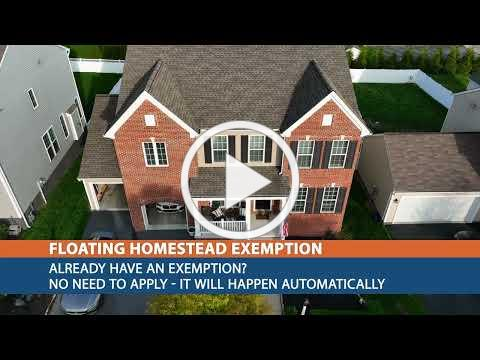 FLOATING HOMESTEAD EXEMPTION
ALREADY HAVE AN EXEMPTION?
NO NEED TO APPLY - IT WILL HAPPEN AUTOMATICALLY